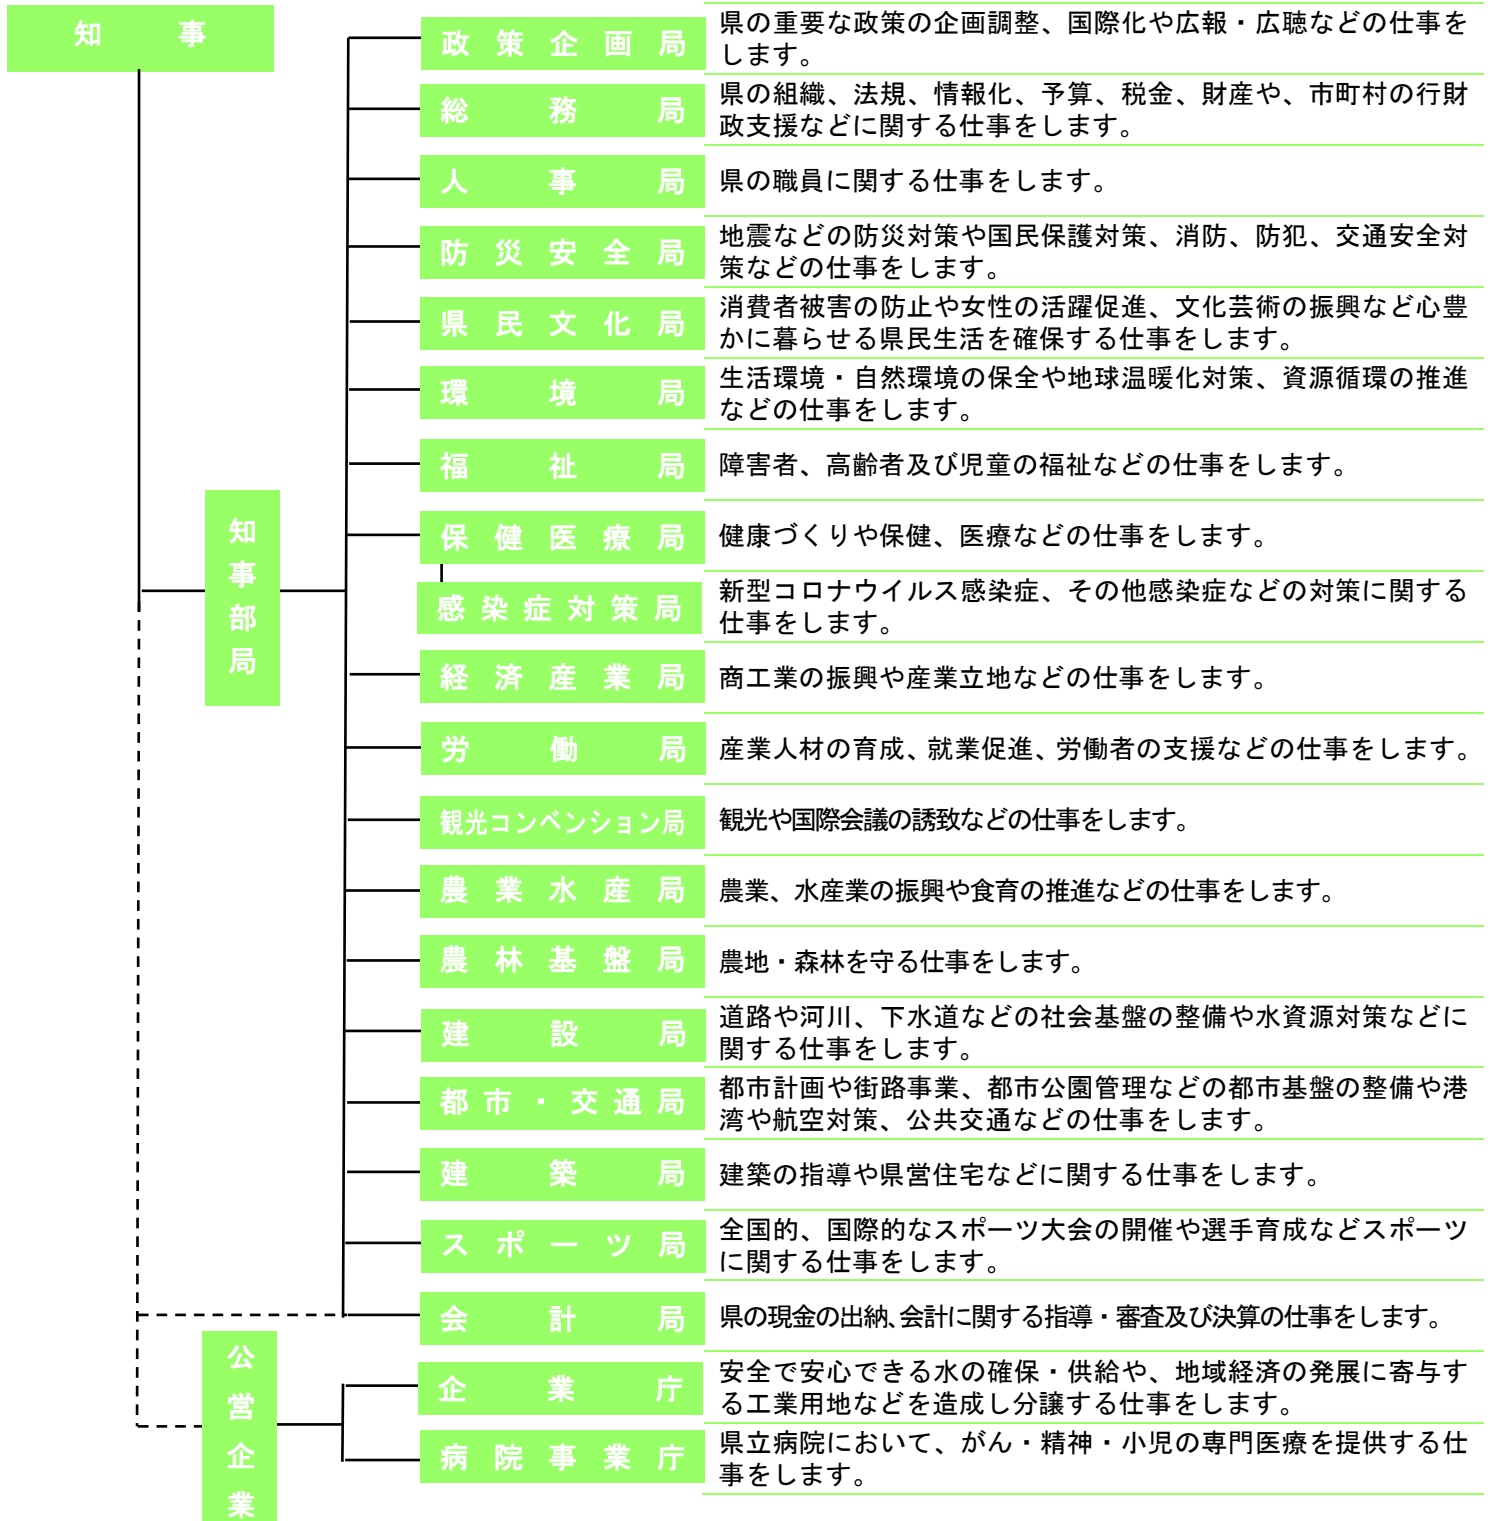 知事
政策企画局
県の重要な政策の企画調整、国際化や広報・広聴などの仕事を
します。
総務局
県の組織、法規、情報化、予算、税金、財産や、市町村の行財
政支援などに関する仕事をします。
人事局
県の職員に関する仕事をします。
防災安全局
地震などの防災対策や国民保護対策、消防、防犯、交通安全対
策などの仕事をします。
県民文化局
消費者被害の防止や女性の活躍促進、文化芸術の振興など心豊
かに暮らせる県民生活を確保する仕事をします。
環境局
生活環境・自然環境の保全や地球温暖化対策、資源循環の推進
などの仕事をします。
福祉局
障害者、高齢者及び児童の福祉などの仕事をします。
知事部局
保健医療局
健康づくりや保健、医療などの仕事をします。
感染症対策局
新型コロナウイルス感染症、その他感染症などの対策に関する
仕事をします。
経済産業局
商工業の振興や産業立地などの仕事をします。
労働局
産業人材の育成、就業促進、労働者の支援などの仕事をします。
観光コンベンション局
観光や国際会議の誘致などの仕事をします。
農業水産局
農業、水産業の振興や食育の推進などの仕事をします。
農林基盤局
農地・森林を守る仕事をします。
建設局
道路や河川、下水道などの社会基盤の整備や水資源対策などに
関する仕事をします。
都市・交通局
都市計画や街路事業、都市公園管理などの都市基盤の整備や港
湾や航空対策、公共交通などの仕事をします。
建築局
建築の指導や県営住宅などに関する仕事をします。
スポーツ局
全国的、国際的なスポーツ大会の開催や選手育成などスポーツ
に関する仕事をします。
会計局
県の現金の出納、会計に関する指導・審査及び決算の仕事をします。
公営企業
企業庁
安全で安心できる水の確保・供給や、地域経済の発展に寄与す
る工業用地などを造成し分譲する仕事をします。
病院事業庁
県立病院において、がん・精神・小児の専門医療を提供する仕
事をします。